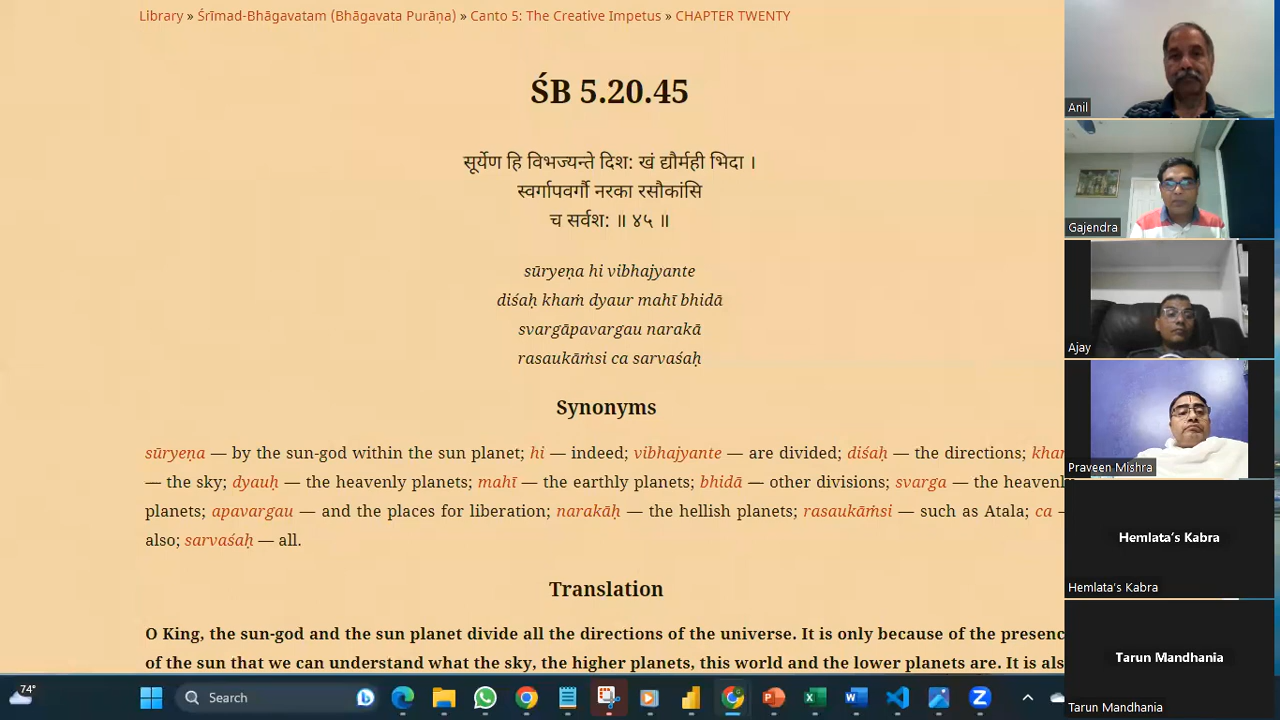 Library » Śrīmad-Bhāgavatam (Bhāgavata Purāṇa) » Canto 5: The Creative Impetus » CHAPTER TWENTY
ŚB 5.20.45
सूर्येण हि विभज्यन्ते दिश: खं द्यौर्मही भिदा ।
स्वर्गापवर्गौ नरका रसौकांसि
च सर्वश: ॥ ४५ ॥
sūryeṇa hi vibhajyante
diśaḥ khaṁ dyaur mahī bhidā
svargāpavargau narakā
rasaukāṁsi ca sarvaśaḥ
Synonyms
sūryeṇa — by the sun-god within the sun planet; hi — indeed; vibhajyante — are divided; diśaḥ — the directions;
— the sky; dyauḥ — the heavenly planets; mahī — the earthly planets; bhidā — other divisions; svarga — the heavenly
planets; apavargau — and the places for liberation; narakāḥ — the hellish planets; rasaukāṁsi — such as Atala; ca —
also; sarvaśaḥ — all.
Translation
O King, the sun-god and the sun planet divide all the directions of the universe. It is only because of the presenc
of the sun that we can understand what the sky, the higher planets, this world and the lower planets are. It is als
Anil
Gajendra
Ajay
Praveen Mishra
Hemlata's Kabra
Hemlata's Kabra
Tarun Mandhania
Tarun Mandhania
74°
Search